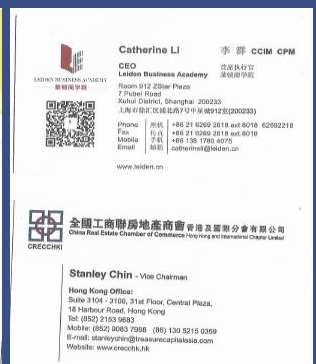 Catherine Li 李 CCIM CPM
CEO 首席执行官
Leiden Business Academy 莱顿商学院
Room 912 ZStar Plaza
7 Pubei Road
Xuhui District, Shanghai 200233
上海市徐汇区浦北路7号中星城912室(200233)
Phone 座机 +86 21 6269 2618 ext.8018 62692218
Fax 传真 +86 21 6269 2618 ext.8019
Mobile 手机 +86 138 1780 4075
Email 邮箱 catherineli@leiden.cn
www.leiden.cn
LEIDEN BUSINESS ACADEMY
莱顿商学院
CRECCHKI
全國工商聯房地產商會香港及國際分會有限公司
China Real Estate Chamber of Commerce Hong Kong and International Chapter Limited
Stanley Chin - Vice Chairman
Hong Kong Office:
Suite 3104 - 3106, 31st Floor, Central Plaza,
18 Harbour Road, Hong Kong
Tel: (852) 2153 9683
Mobile: (852) 9083 7998 (86) 130 5215 0359
E-mail: stanleychin@treasurecapitalasia.com
Website: www.crecchk.hk